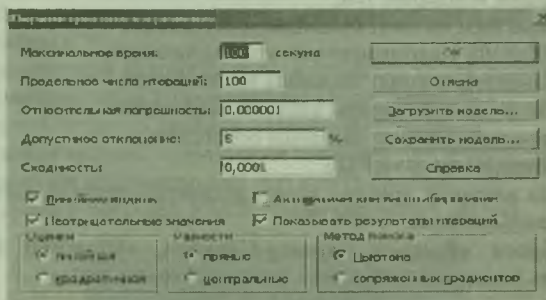 Максимальное время: 100 секунд
Предельное число итераций: 100
Относительная погрешность: 0,000001
Допустимое отклонение: 5 %
Сходимость: 0,0001
ОК
Отмена
Загрузить модель...
Сохранить модель...
Справка
Линейная модель
Неотрицательные значения
Показывать результаты итераций
Оценки
линейная
квадратичная
Разности
прямые
центральные
Метод поиска
Ньютона
сопряженных градиентов